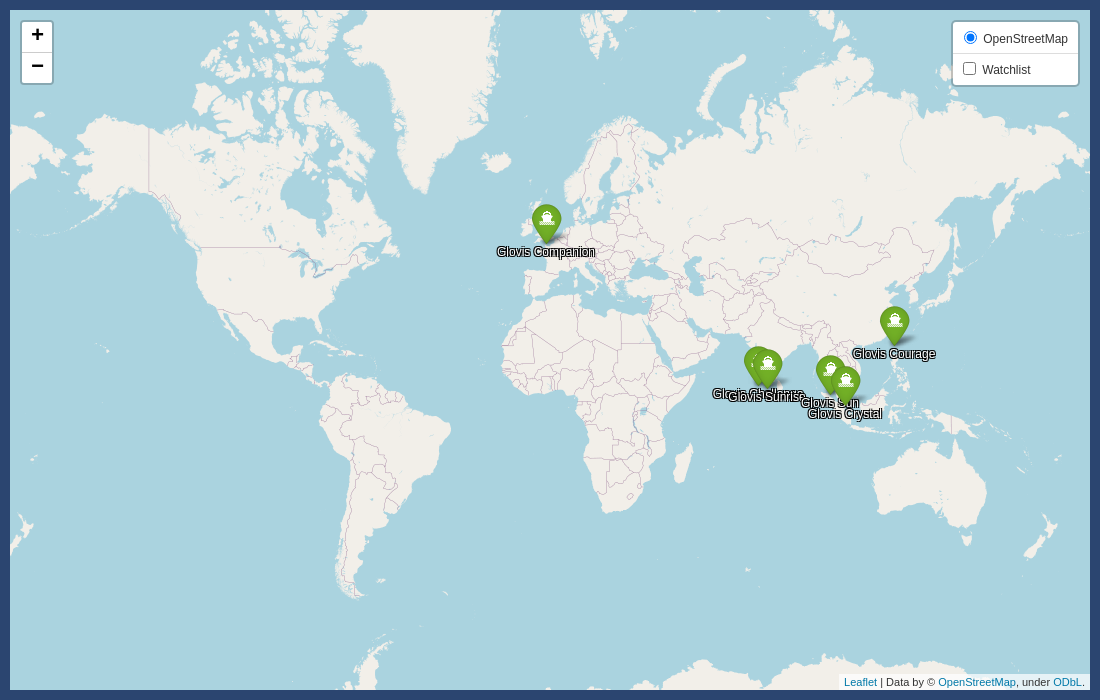 +
−
OpenStreetMap
Watchlist
Glovis Companion
Glovis Courage
Glovis
Glovis Sunrise
Glovis Sun
Glovis Crystal
Leaflet | Data by © OpenStreetMap, under ODbL.